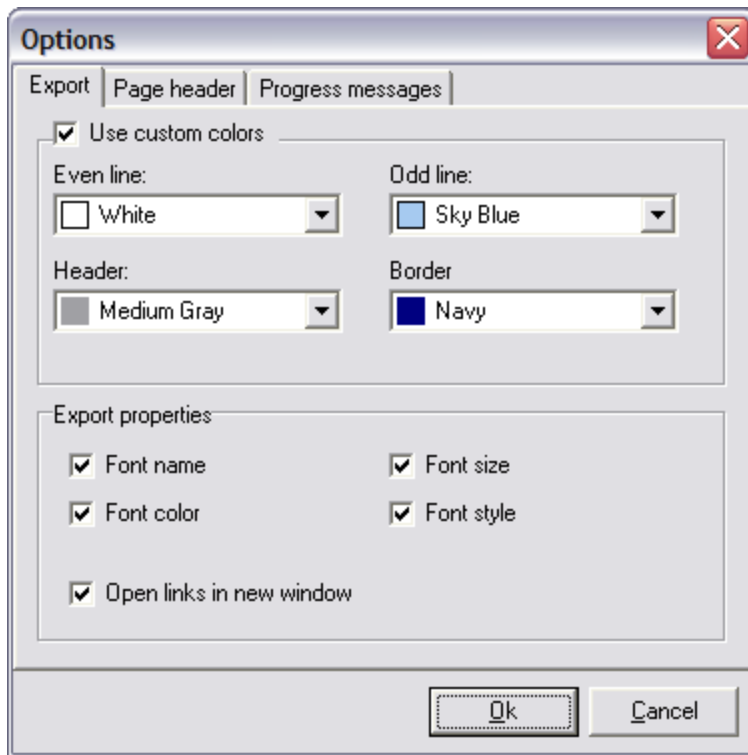 Options
Export Page header Progress messages
Use custom colors
Even line: Odd line:
White Sky Blue
Header: Border
Medium Gray Navy
Export properties
Font name Font size
Font color Font style
Open links in new window
Ok Cancel